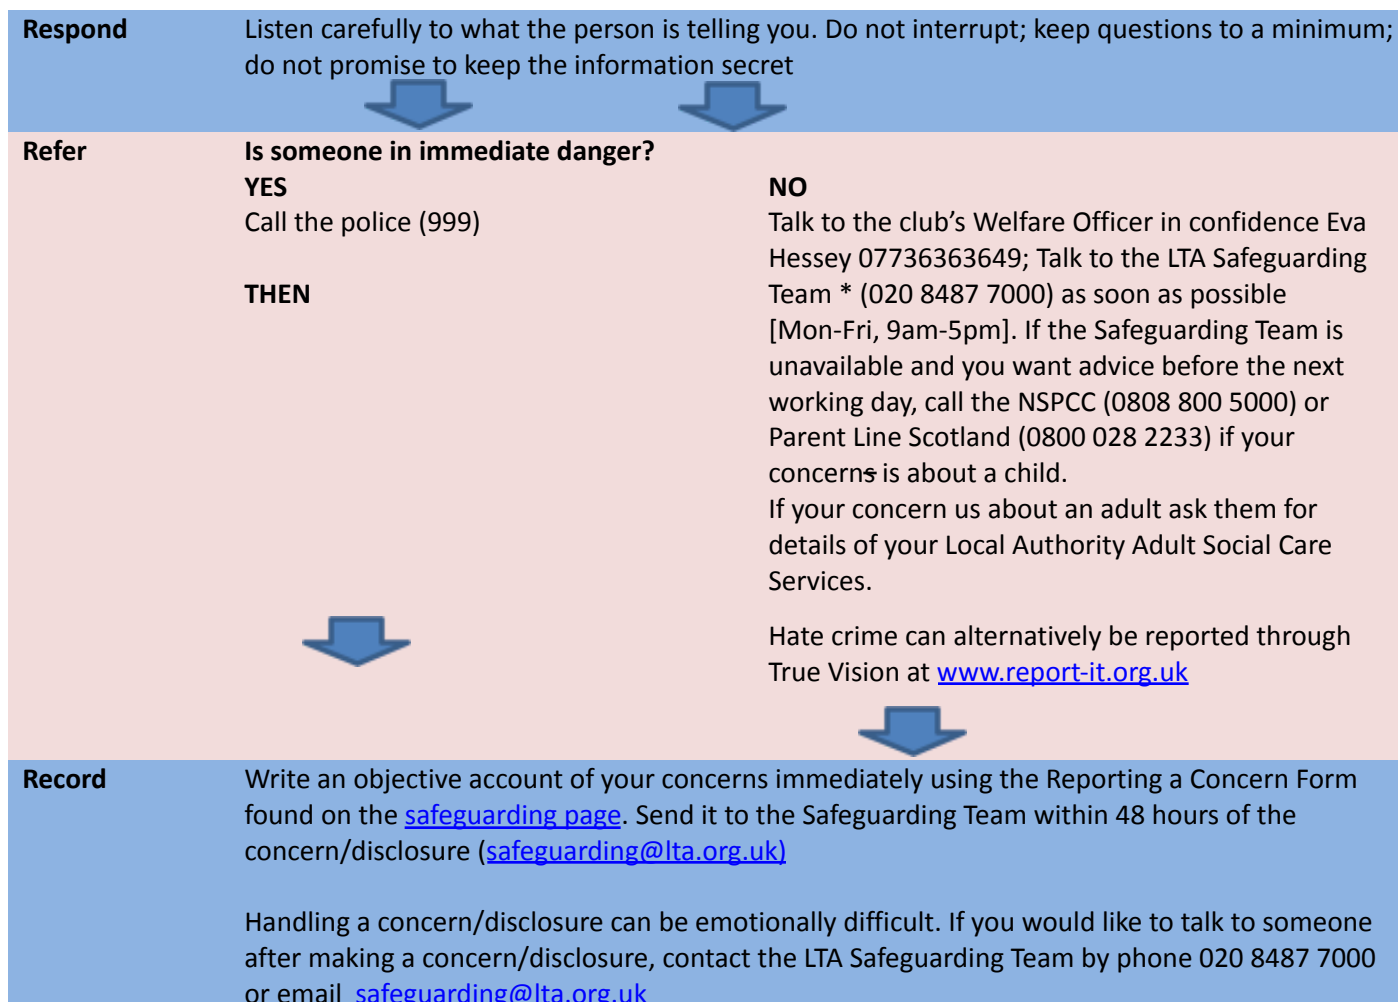 Respond
Listen carefully to what the person is telling you. Do not interrupt; keep questions to a minimum;
do not promise to keep the information secret
Refer
Is someone in immediate danger?
YES
Call the police (999)
THEN
NO
Talk to the club’s Welfare Officer in confidence Eva
Hessey 07736363649; Talk to the LTA Safeguarding
Team * (020 8487 7000) as soon as possible
[Mon-Fri, 9am-5pm]. If the Safeguarding Team is
unavailable and you want advice before the next
working day, call the NSPCC (0808 800 5000) or
Parent Line Scotland (0800 028 2233) if your
concerns is about a child.
If your concern us about an adult ask them for
details of your Local Authority Adult Social Care
Services.
Hate crime can alternatively be reported through
True Vision at www.report-it.org.uk
Record
Write an objective account of your concerns immediately using the Reporting a Concern Form
found on the safeguarding page. Send it to the Safeguarding Team within 48 hours of the
concern/disclosure (safeguarding@lta.org.uk)
Handling a concern/disclosure can be emotionally difficult. If you would like to talk to someone
after making a concern/disclosure, contact the LTA Safeguarding Team by phone 020 8487 7000
or email  safeguarding@lta.org.uk